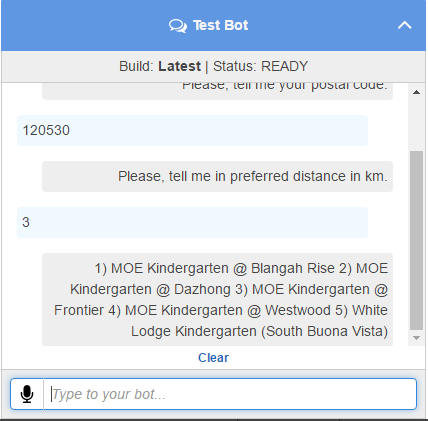 Test Bot
Build: Latest | Status: READY
Please, tell me your postal code.
120530
Please, tell me in preferred distance in km.
3
1) MOE Kindergarten @ Blangah Rise 2) MOE
Kindergarten @ Dazhong 3) MOE Kindergarten @
Frontier 4) MOE Kindergarten @ Westwood 5) White
Lodge Kindergarten (South Buona Vista)
Clear
Type to your bot...